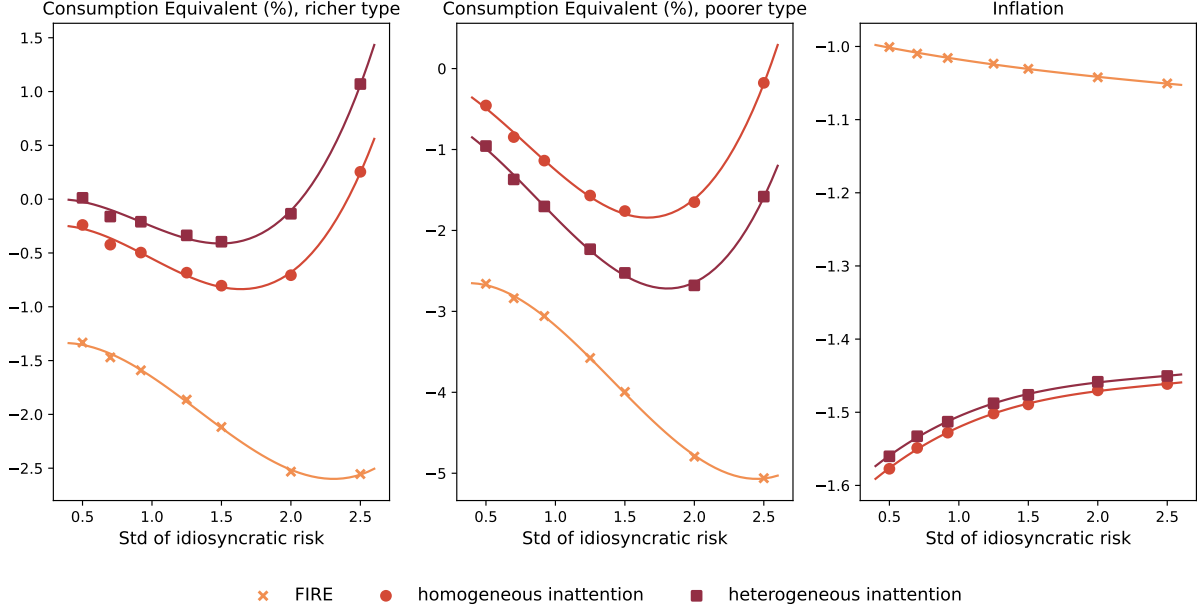 Consumption Equivalent (%), richer type
1.5
1.0
0.5
0.0
−0.5
−1.0
−1.5
−2.0
−2.5
0.5 1.0 1.5 2.0 2.5
Std of idiosyncratic risk
Consumption Equivalent (%), poorer type
0
−1
−2
−3
−4
−5
0.5 1.0 1.5 2.0 2.5
Std of idiosyncratic risk
Inflation
−1.0
−1.1
−1.2
−1.3
−1.4
−1.5
−1.6
0.5 1.0 1.5 2.0 2.5
Std of idiosyncratic risk
FIRE homogeneous inattention heterogeneous inattention